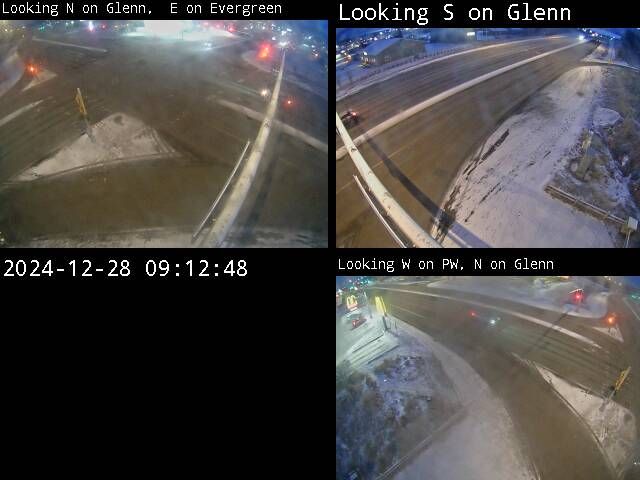 Looking N on Glenn,  E on Evergreen
Looking S on Glenn
2024-12-28 09:12:48
Looking W on PW, N on Glenn